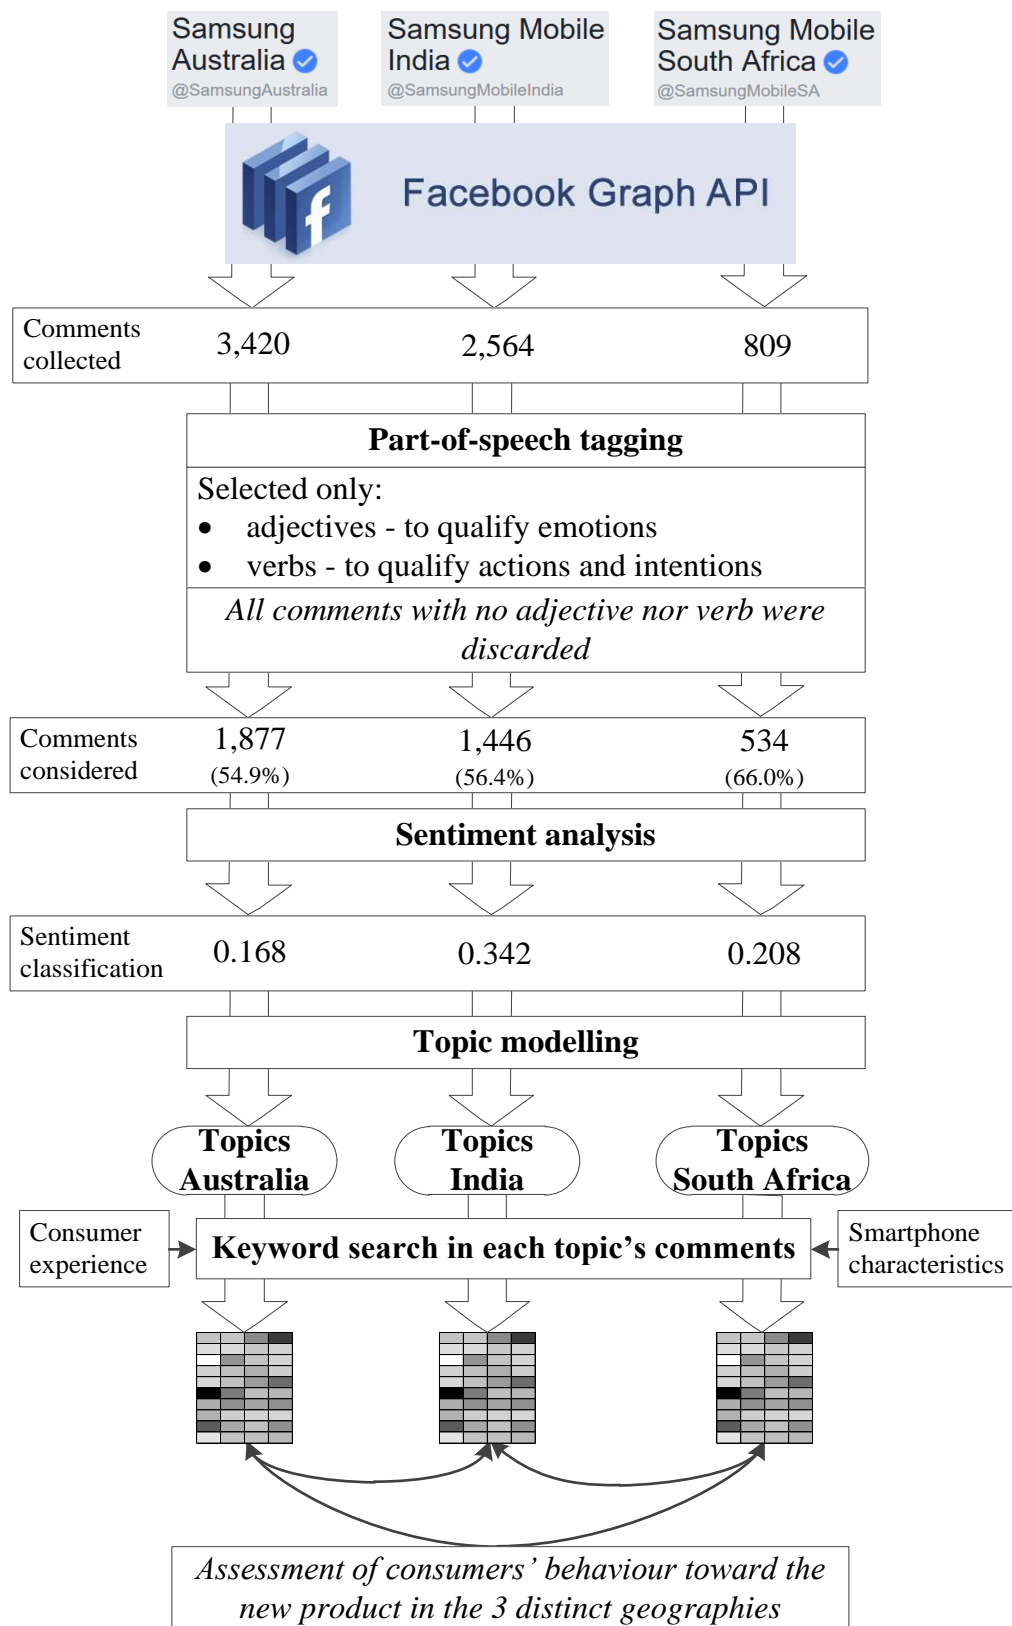 Samsung
Australia
@SamsungAustralia
Samsung Mobile
India
@SamsungMobileIndia
Samsung Mobile
South Africa
@SamsungMobileSA
f
Facebook Graph API
Comments
collected
3,420
2,564
809
Part-of-speech tagging
Selected only:
• adjectives - to qualify emotions
• verbs - to qualify actions and intentions
All comments with no adjective nor verb were
discarded
Comments
considered
1,877
(54.9%)
1,446
(56.4%)
534
(66.0%)
Sentiment analysis
Sentiment
classification
0.168
0.342
0.208
Topic modelling
Topics
Australia
Topics
India
Topics
South Africa
Consumer
experience
Keyword search in each topic's comments
Smartphone
characteristics
Assessment of consumers' behaviour toward the
new product in the 3 distinct geographies